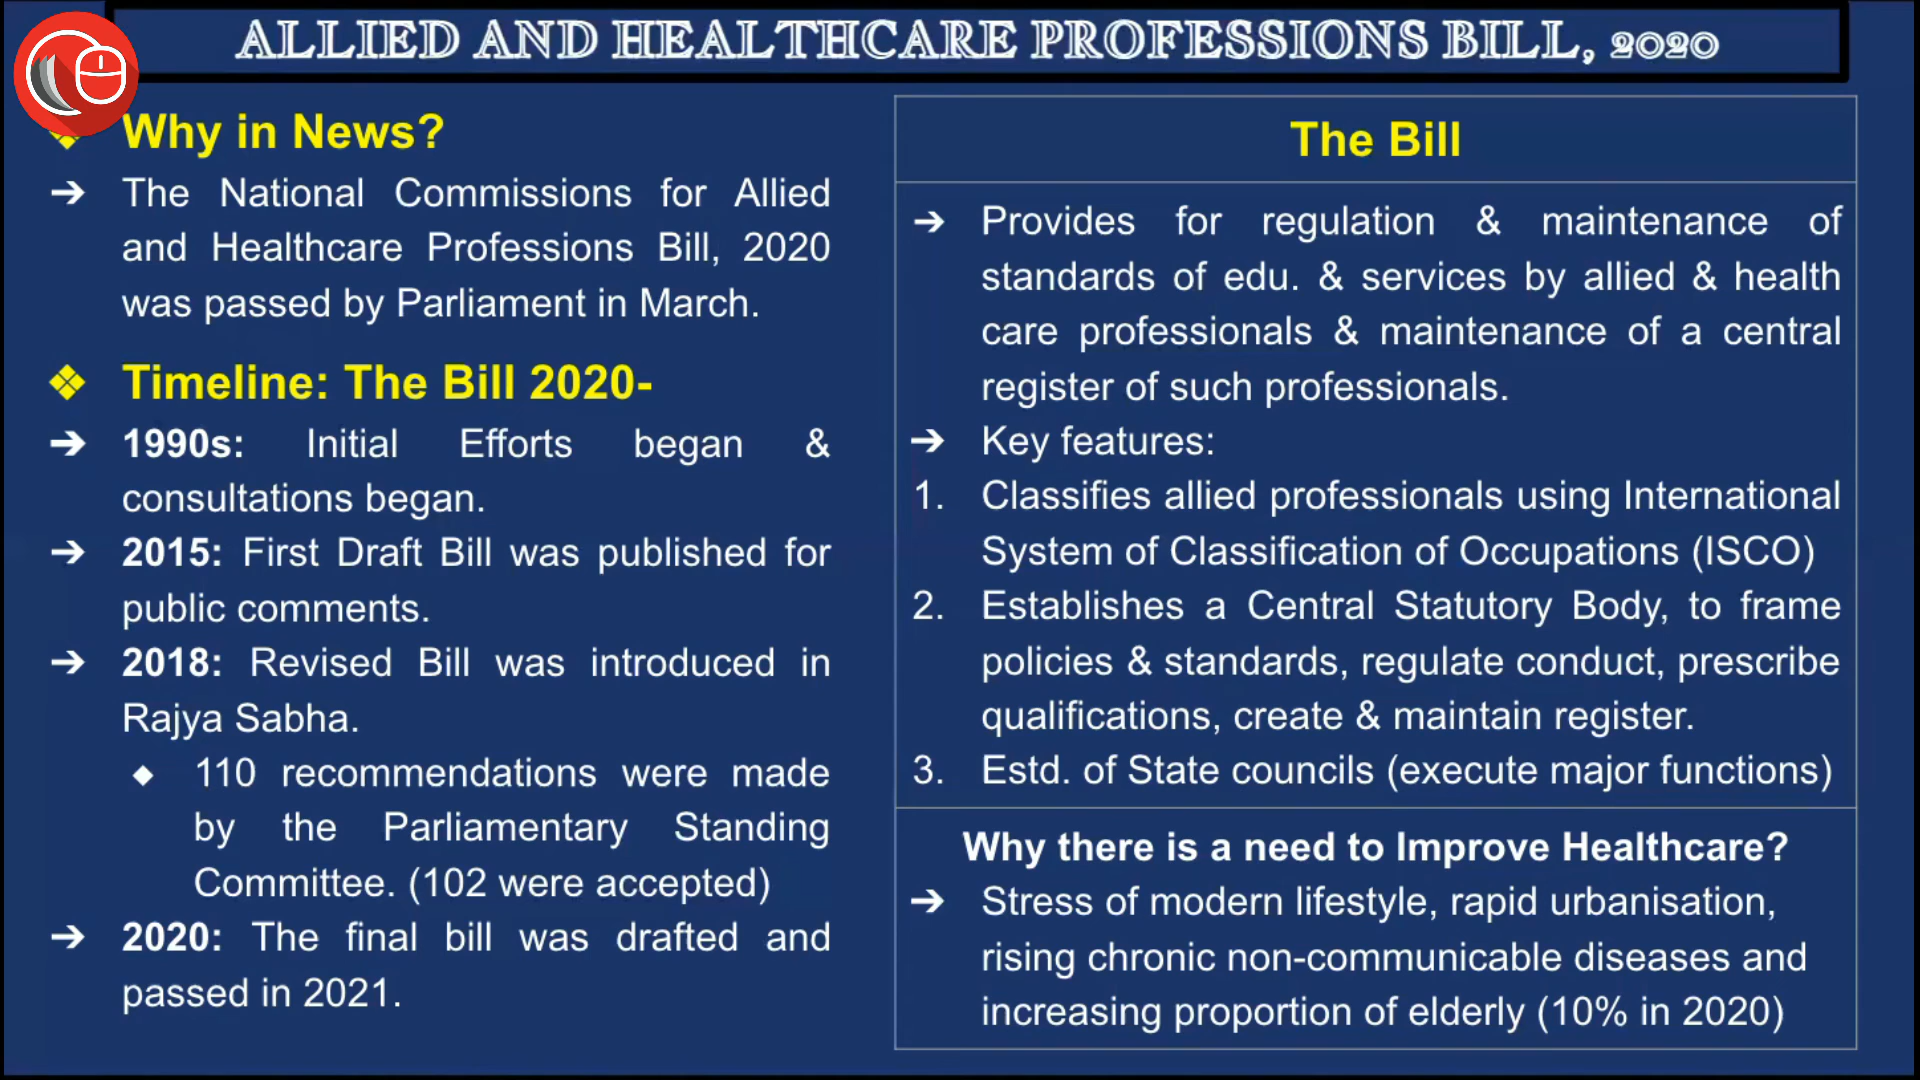 ALLIED AND HEALTHCARE PROFESSIONS BILL, 2020
❖ Why in News?
➔ The National Commissions for Allied
and Healthcare Professions Bill, 2020
was passed by Parliament in March.
❖ Timeline: The Bill 2020-
➔ 1990s: Initial Efforts began &
consultations began.
➔ 2015: First Draft Bill was published for
public comments.
➔ 2018: Revised Bill was introduced in
Rajya Sabha.
◆ 110 recommendations were made
by the Parliamentary Standing
Committee. (102 were accepted)
➔ 2020: The final bill was drafted and
passed in 2021.
The Bill
➔ Provides for regulation & maintenance of
standards of edu. & services by allied & health
care professionals & maintenance of a central
register of such professionals.
➔ Key features:
1. Classifies allied professionals using International
System of Classification of Occupations (ISCO)
2. Establishes a Central Statutory Body, to frame
policies & standards, regulate conduct, prescribe
qualifications, create & maintain register.
3. Estd. of State councils (execute major functions)
Why there is a need to Improve Healthcare?
➔ Stress of modern lifestyle, rapid urbanisation,
rising chronic non-communicable diseases and
increasing proportion of elderly (10% in 2020)